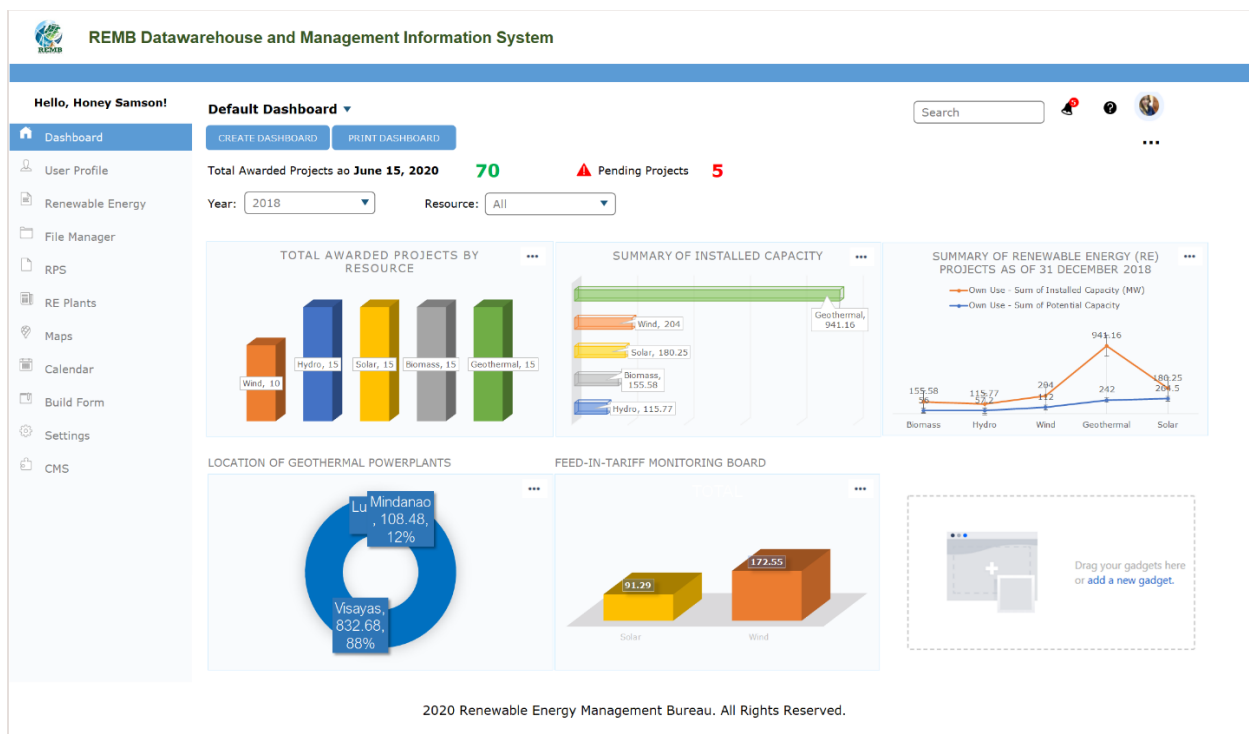 REMB
REMB Datawarehouse and Management Information System
Hello, Honey Samson!
Dashboard
User Profile
Renewable Energy
File Manager
RPS
RE Plants
Maps
Calendar
Build Form
Settings
CMS
Default Dashboard
Search
5
?
CREATE DASHBOARD PRINT DASHBOARD
Total Awarded Projects ao June 15, 2020 70 Pending Projects 5
Year: 2018 Resource: All
TOTAL AWARDED PROJECTS BY
RESOURCE
Wind, 10
Hydro, 15
Solar, 15
Biomass, 15
Geothermal, 15
SUMMARY OF INSTALLED CAPACITY
Geothermal,
941.16
Wind, 204
Solar, 180.25
Biomass,
155.58
Hydro, 115.77
SUMMARY OF RENEWABLE ENERGY (RE)
PROJECTS AS OF 31 DECEMBER 2018
Own Use - Sum of Installed Capacity (MW)
Own Use - Sum of Potential Capacity
941.16
155.58 115.77 204 180.25
56 57.2 112 242 264.5
Biomass Hydro Wind Geothermal Solar
LOCATION OF GEOTHERMAL POWERPLANTS
Lu
Mindanao
, 108.48,
12%
Visayas,
832.68,
88%
FEED-IN-TARIFF MONITORING BOARD
91.29
172.55
Solar Wind
Drag your gadgets here
or add a new gadget.
2020 Renewable Energy Management Bureau. All Rights Reserved.